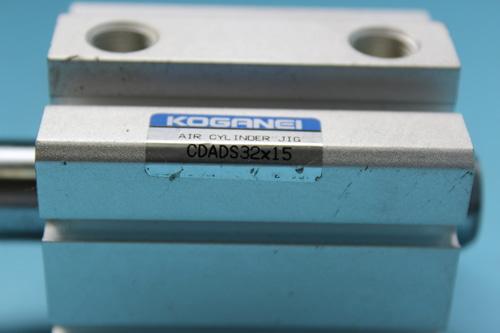 KOGANEI
AIR CYLINDER JIG
CDADS32x15